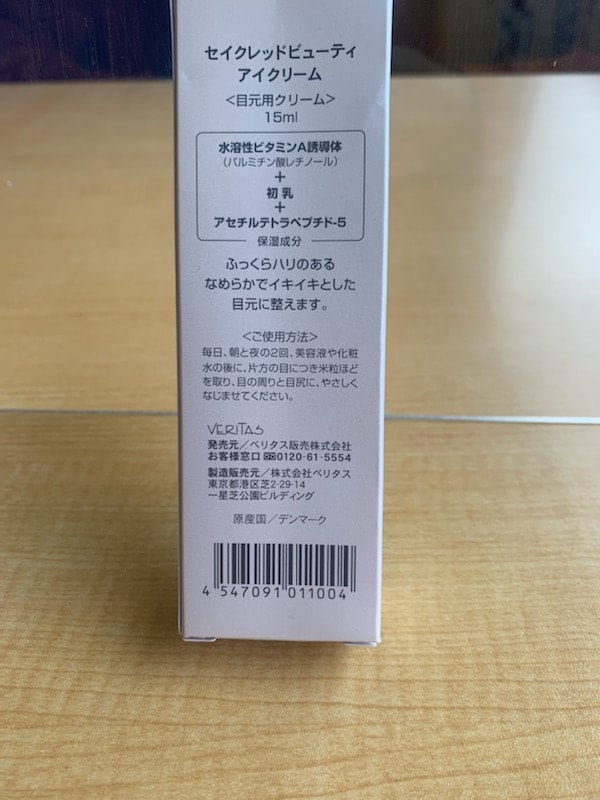 セイクレッドビューティ
アイクリーム
<目元用クリーム>
15ml
水溶性ビタミンA誘導体
(パルミチン酸レチノール)
+
初乳
+
アセチルテトラペプチド-5
保湿成分
ふっくらハリのある
なめらかでイキイキとした
目元に整えます。
<ご使用方法>
毎日、朝と夜の2回、美容液や化粧
水の後に、片方の目につき米粒ほど
を取り、目の周りと目尻に、やさしく
なじませてください。
VERITAS
発売元/ベリタス販売株式会社
お客様窓口 0120-61-5554
製造販売元/株式会社ベリタス
東京都港区芝2-29-14
一星芝公園ビルディング
原産国/デンマーク
4 547091 011004